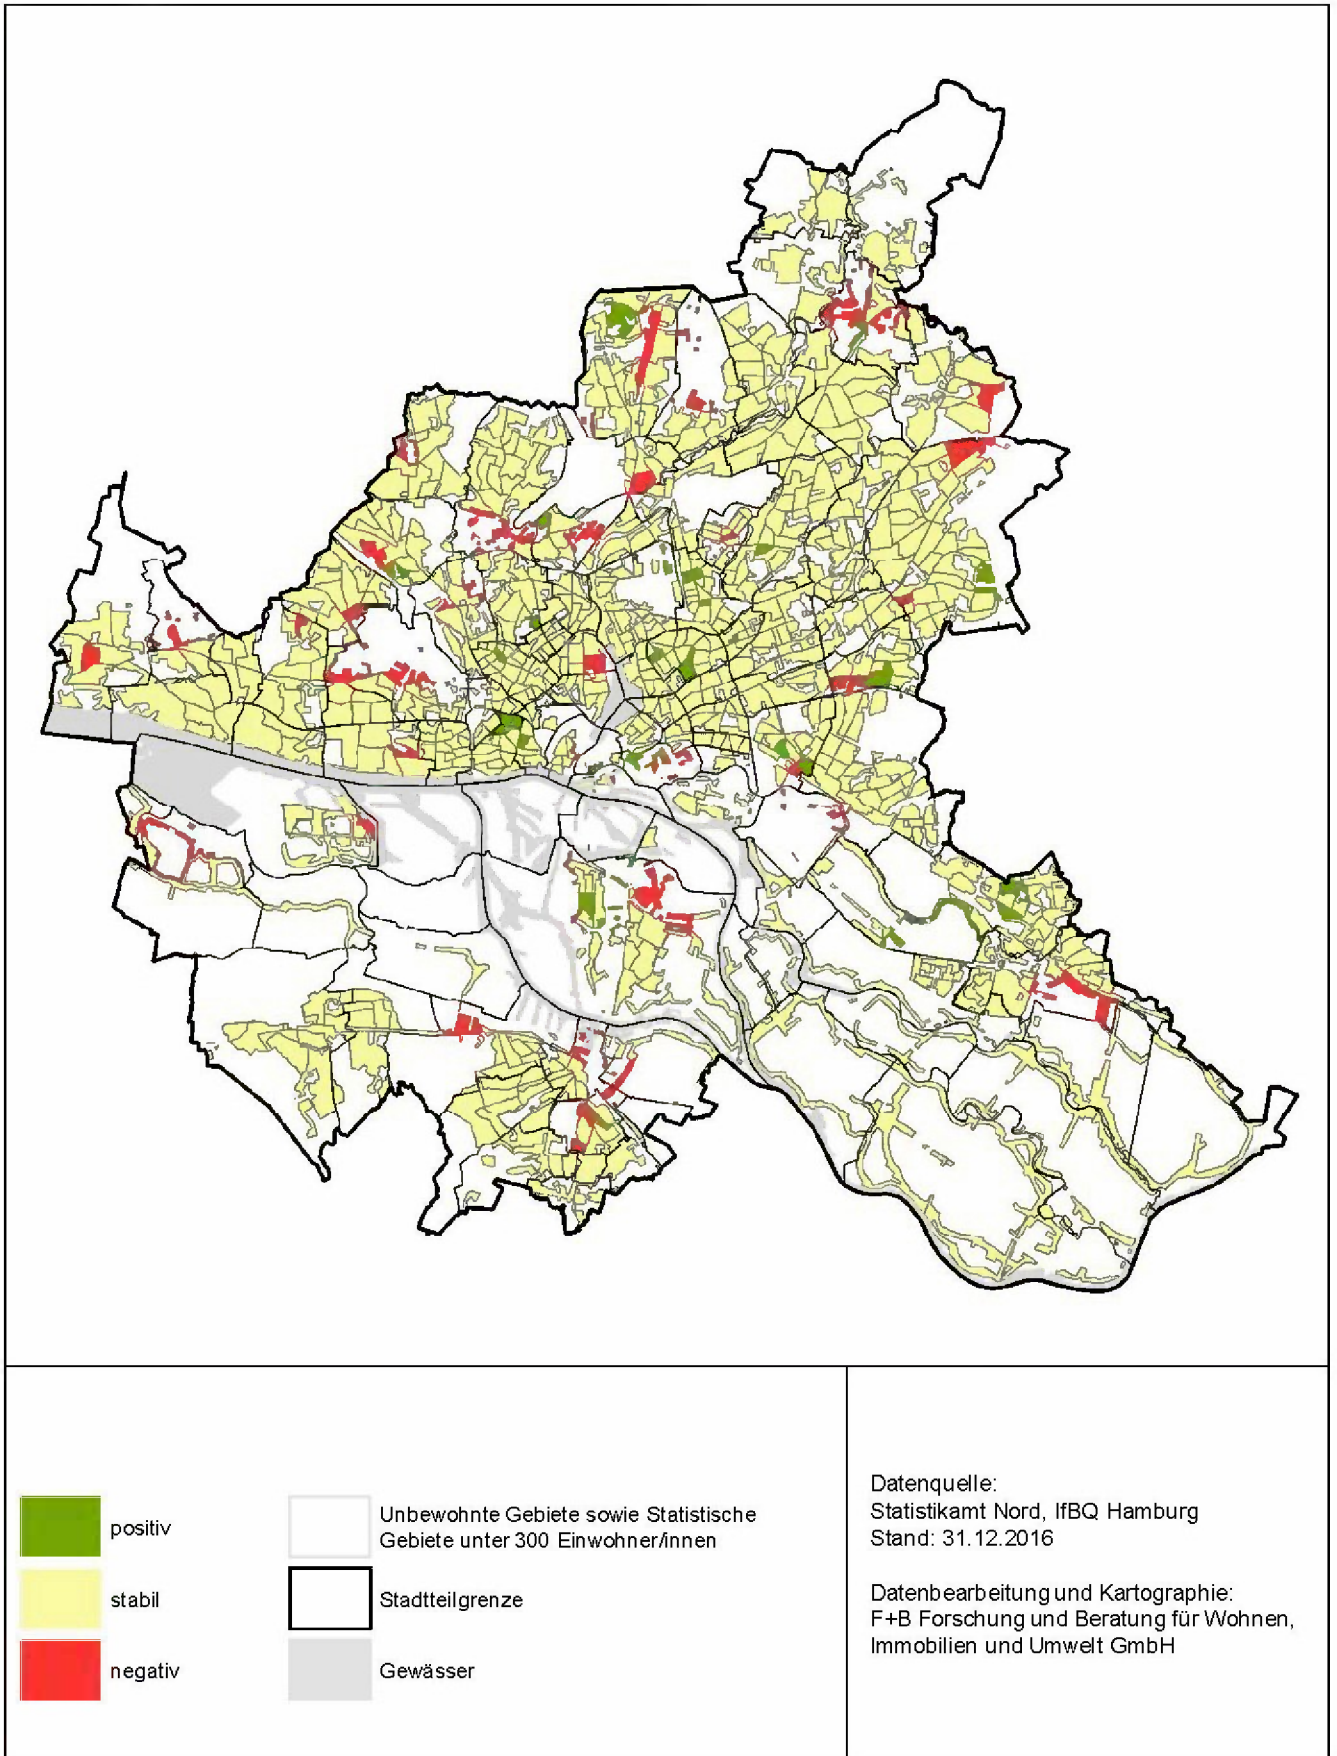 positiv
stabil
negativ
Unbewohnte Gebiete sowie Statistische
Gebiete unter 300 Einwohner/innen
Stadtteilgrenze
Gewässer
Datenquelle:
Statistikamt Nord, IfBQ Hamburg
Stand: 31.12.2016
Datenbearbeitung und Kartographie:
F+B Forschung und Beratung für Wohnen,
Immobilien und Umwelt GmbH